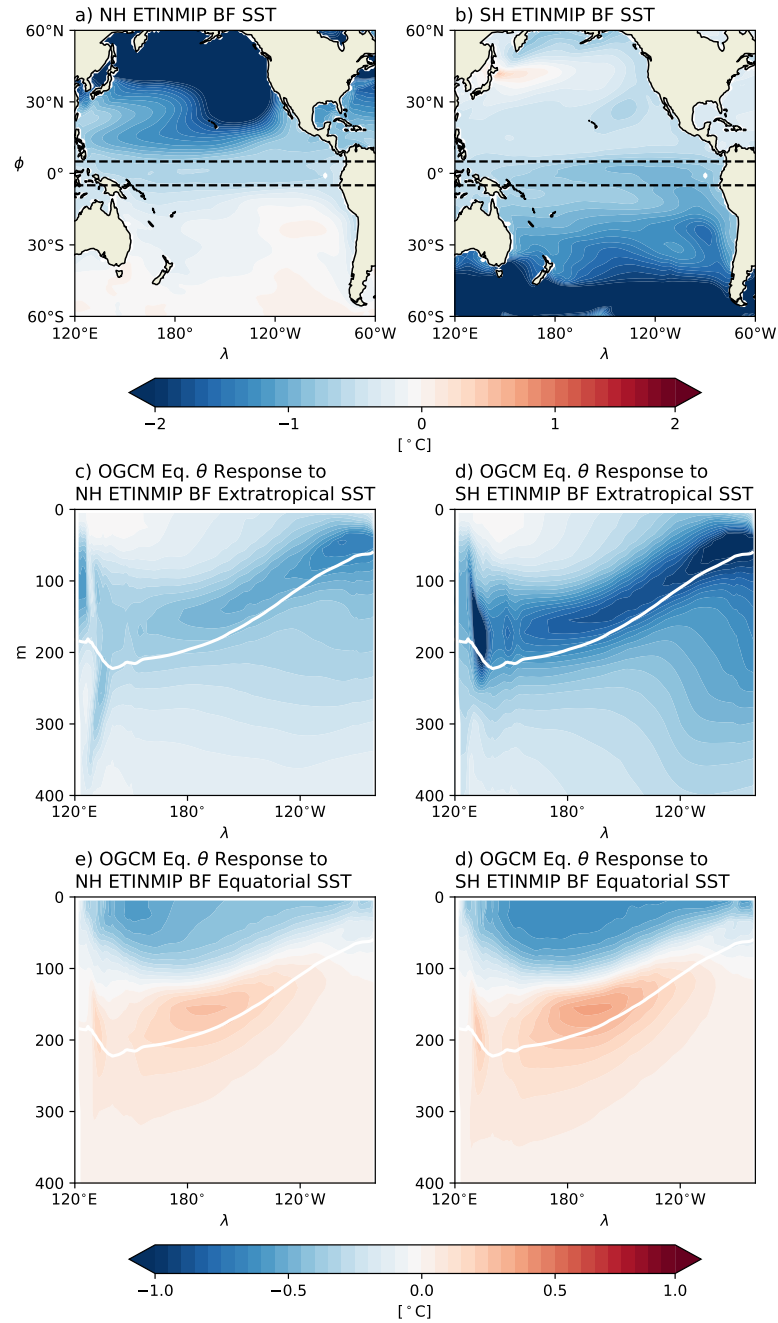 a) NH ETINMIP BF SST
b) SH ETINMIP BF SST
60°N
30°N
ϕ
0°
30°S
60°S
120°E
180°
120°W
60°W
λ
60°N
30°N
0°
30°S
60°S
120°E
180°
120°W
60°W
λ
−2
−1
0
1
2
[°C]
c) OGCM Eq. θ Response to
NH ETINMIP BF Extratropical SST
d) OGCM Eq. θ Response to
SH ETINMIP BF Extratropical SST
0
100
m
200
300
400
120°E
180°
120°W
λ
0
100
200
300
400
120°E
180°
120°W
λ
e) OGCM Eq. θ Response to
NH ETINMIP BF Equatorial SST
d) OGCM Eq. θ Response to
SH ETINMIP BF Equatorial SST
0
100
200
300
400
120°E
180°
120°W
λ
0
100
200
300
400
120°E
180°
120°W
λ
−1.0
−0.5
0.0
0.5
1.0
[°C]